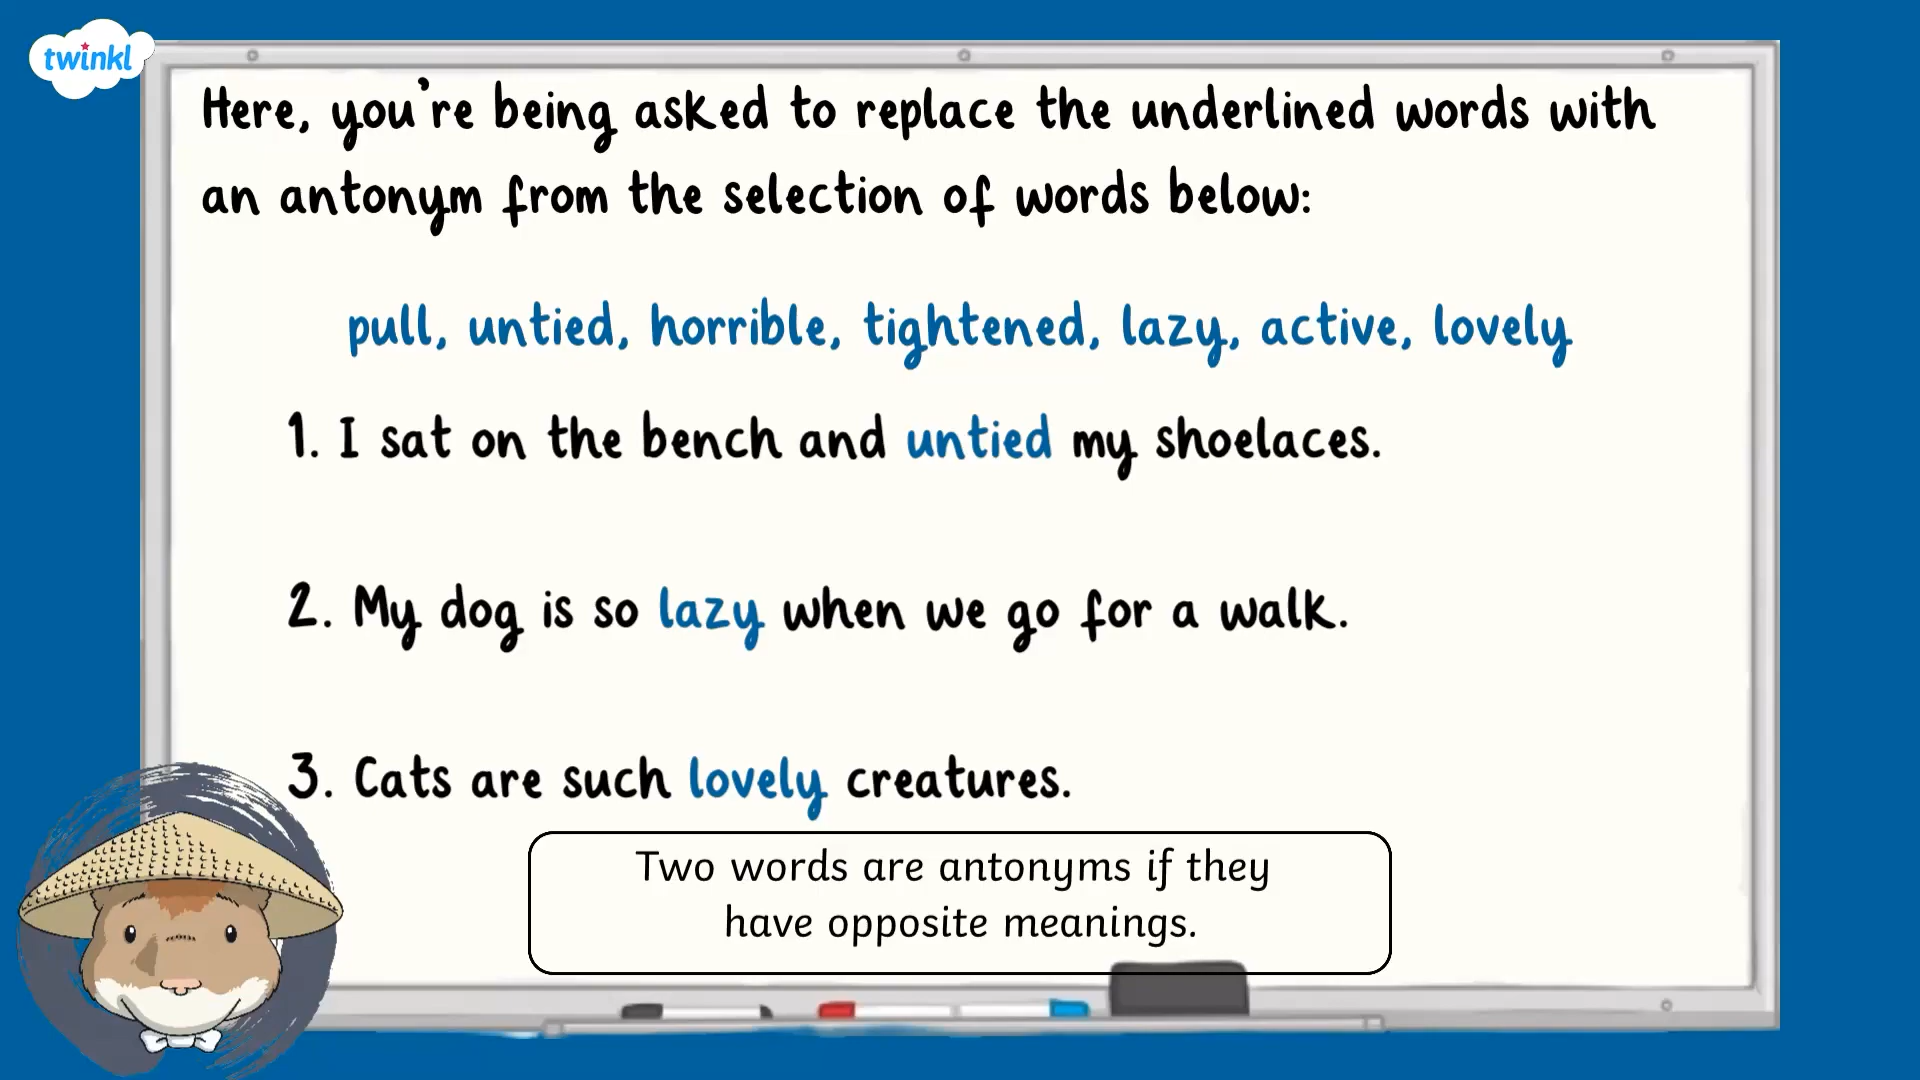 twinkl
Here, you're being asked to replace the underlined words with
an antonym from the selection of words below:
pull, untied, horrible, tightened, lazy, active, lovely
1. I sat on the bench and untied my shoelaces.
2. My dog is so lazy when we go for a walk.
3. Cats are such lovely creatures.
Two words are antonyms if they
have opposite meanings.